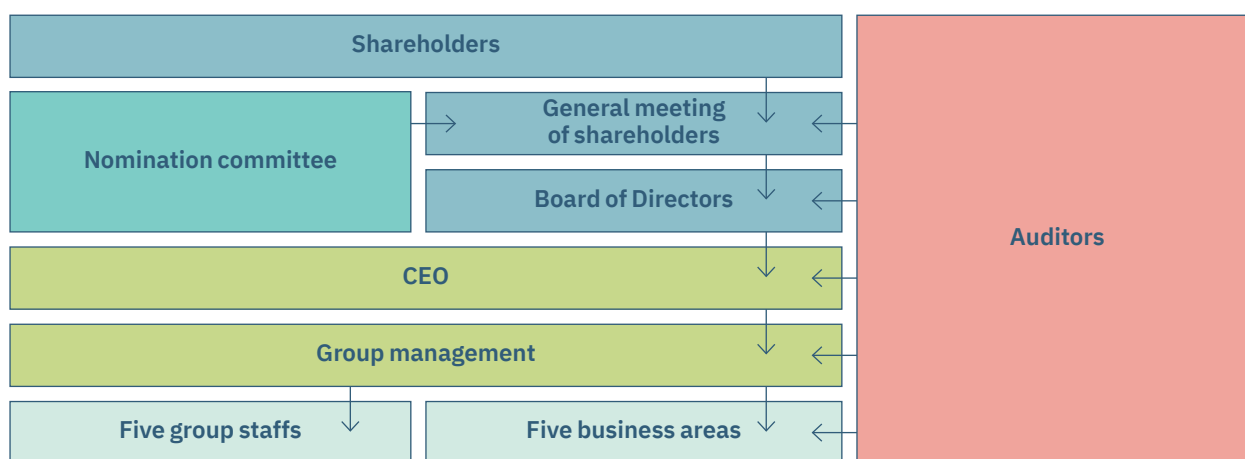 Shareholders
General meeting
of shareholders
Nomination committee
Board of Directors
Auditors
CEO
Group management
Five group staffs
Five business areas